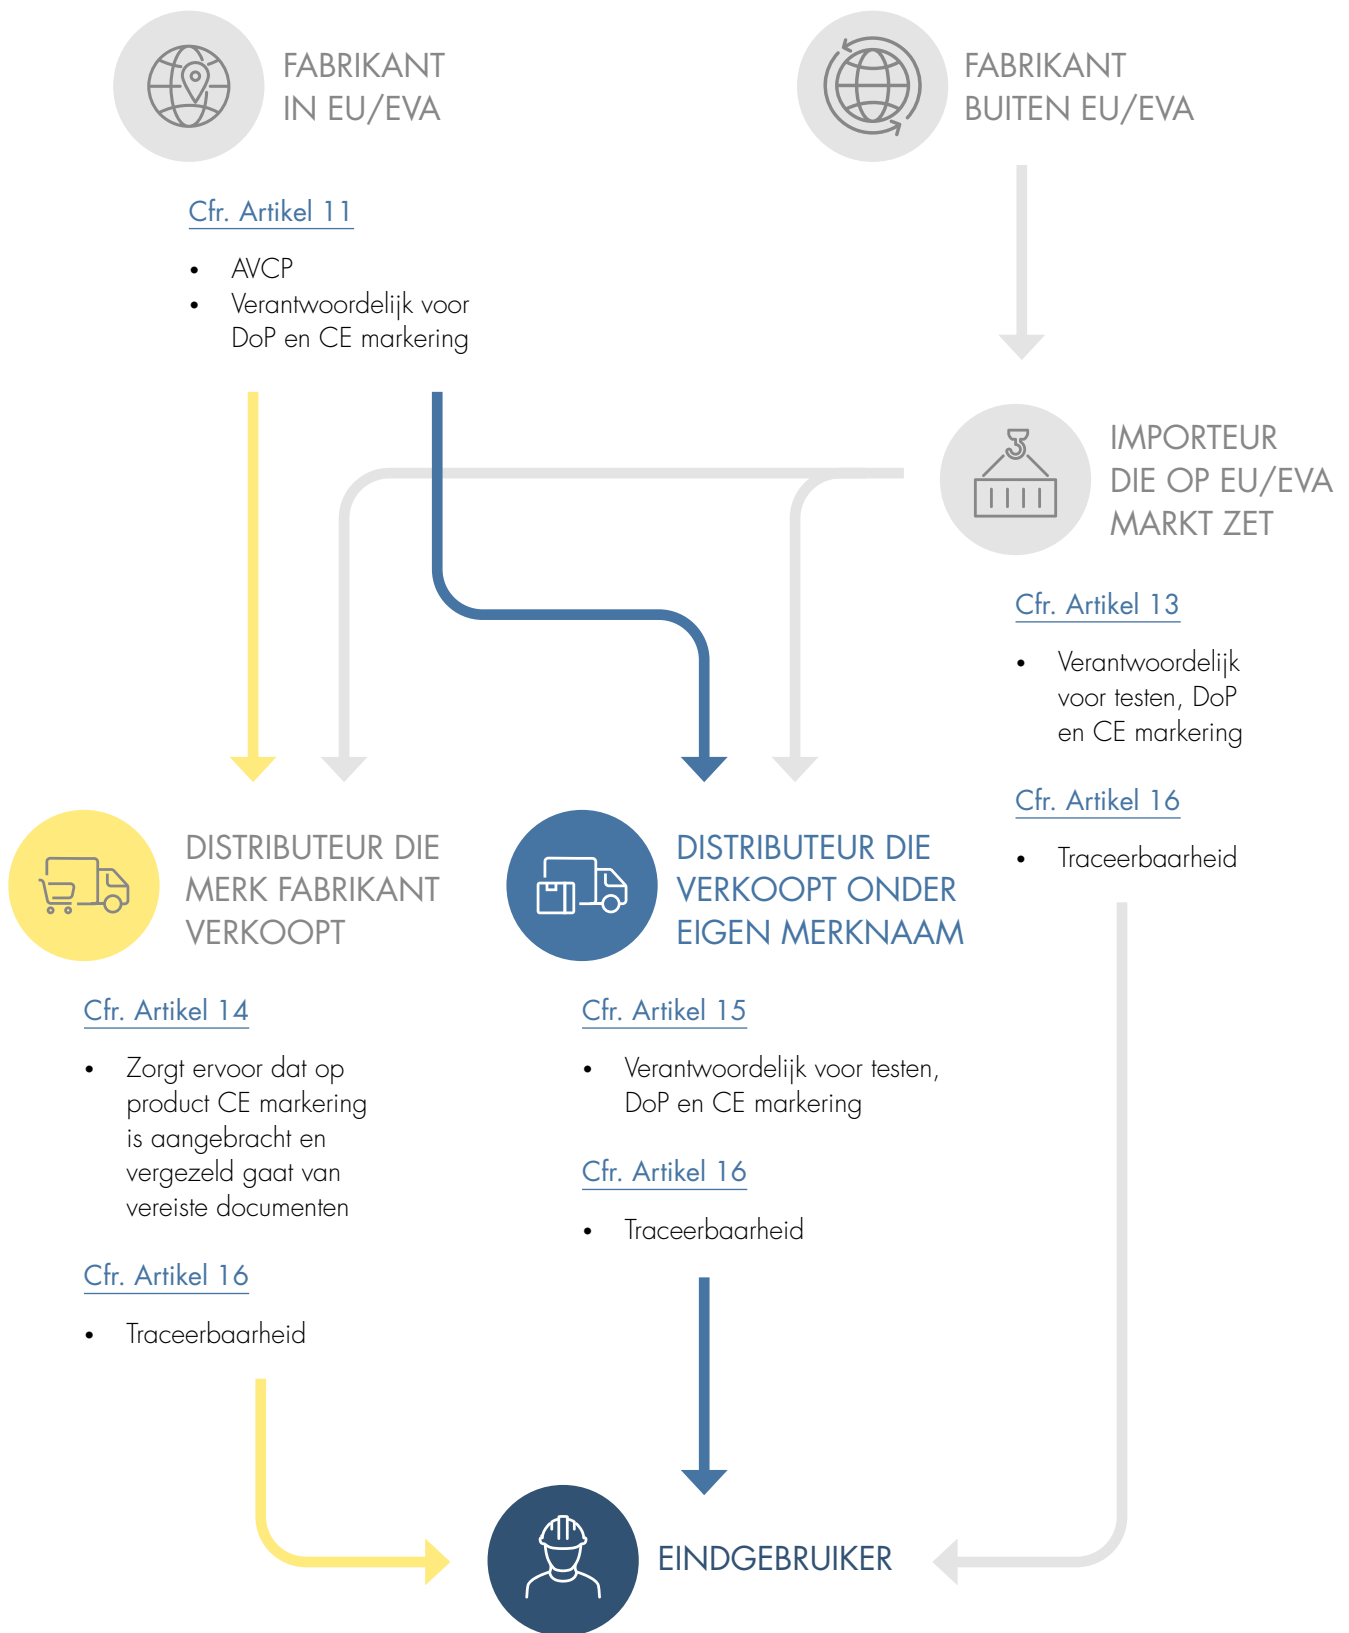 FABRIKANT
IN EU/EVA
FABRIKANT
BUITEN EU/EVA
Cfr. Artikel 11
• AVCP
• Verantwoordelijk voor
DoP en CE markering
IMPORTEUR
DIE OP EU/EVA
MARKT ZET
Cfr. Artikel 13
• Verantwoordelijk
voor testen, DoP
en CE markering
Cfr. Artikel 16
• Traceerbaarheid
DISTRIBUTEUR DIE
MERK FABRIKANT
VERKOOPT
Cfr. Artikel 14
• Zorgt ervoor dat op
product CE markering
is aangebracht en
vergezeld gaat van
vereiste documenten
Cfr. Artikel 16
• Traceerbaarheid
DISTRIBUTEUR DIE
VERKOOPT ONDER
EIGEN MERKNAAM
Cfr. Artikel 15
• Verantwoordelijk voor testen,
DoP en CE markering
Cfr. Artikel 16
• Traceerbaarheid
EINDGEBRUIKER